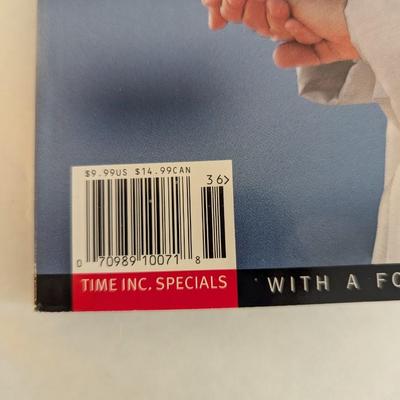 $9.99US $14.99CAN
36>
0 70989 10071 8
TIME INC. SPECIALS
WITH A FO